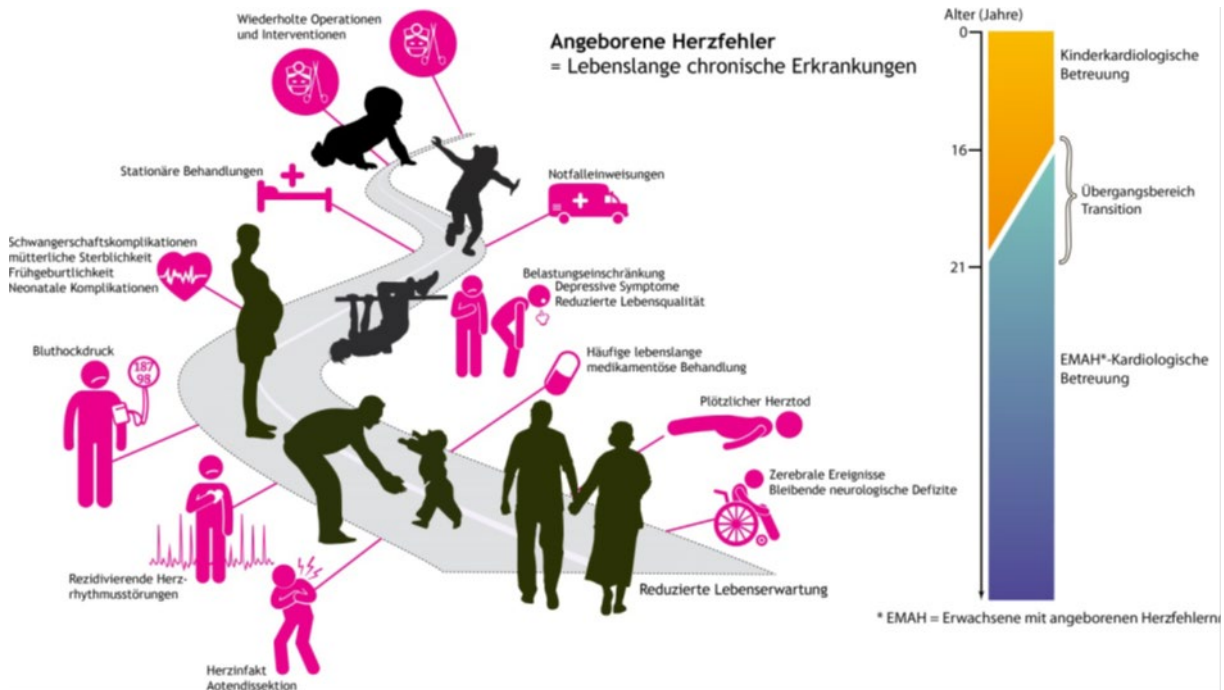 Wiederholte Operationen
und Interventionen
Angeborene Herzfehler
= Lebenslange chronische Erkrankungen
Stationäre Behandlungen
Notfalleinweisungen
Schwangerschaftskomplikationen
mütterliche Sterblichkeit
Frühgeburtlichkeit
Neonatale Komplikationen
Belastungseinschränkung
Depressive Symptome
Reduzierte Lebensqualität
Bluthockdruck
187
98
Häufige lebenslange
medikamentöse Behandlung
Plötzlicher Herztod
Zerebrale Ereignisse
Bleibende neurologische Defizite
Rezidivierende Herz-
rhythmusstörungen
Reduzierte Lebenserwartung
Herzinfakt
Aotendissektion
Alter (Jahre)
0
Kinderkardiologische
Betreuung
16
Übergangsbereich
Transition
21
EMAH*-Kardiologische
Betreuung
* EMAH = Erwachsene mit angeborenen Herzfehlern